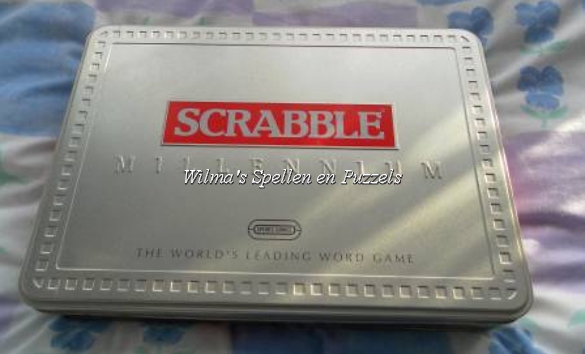 SCRABBLE
MILLENNIUM
Wilma's Spellen en Puzzels
THE WORLD'S LEADING WORD GAME